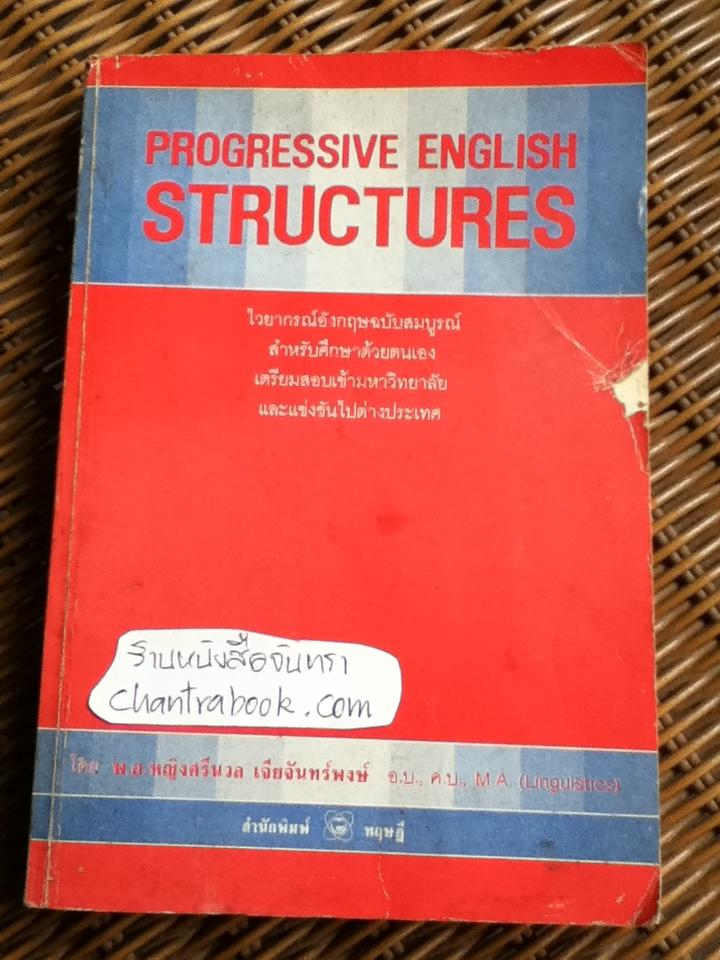 PROGRESSIVE ENGLISH
STRUCTURES
ไวยากรณ์อังกฤษฉบับสมบูรณ์
สำหรับศึกษาด้วยตนเอง
เตรียมสอบเข้ามหาวิทยาลัย
และแข่งขันไปต่างประเทศ
ร้านหนังสือจันทรา
chantrabook.com
โดย พ.อ.หญิงศรีนวล เจียจันทร์พงษ์ อ.บ., ค.บ., M.A. (Linguistics)
สำนักพิมพ์ ทฤษฎี